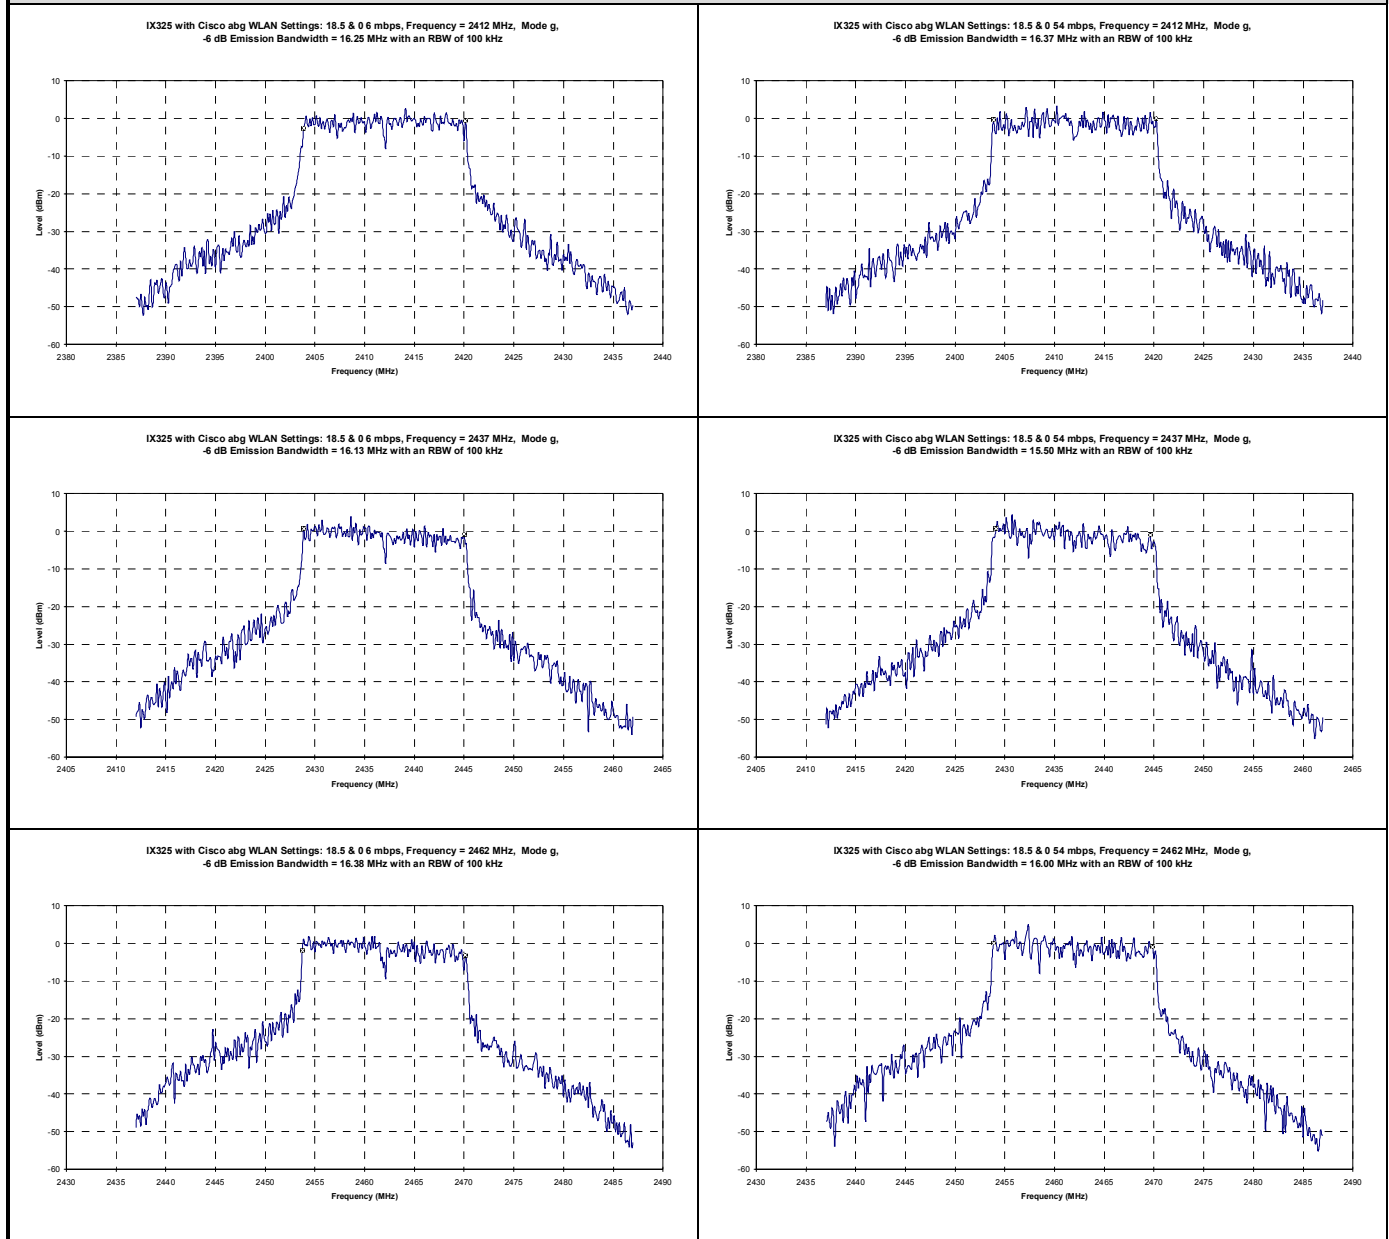 IX325 with Cisco abg WLAN Settings: 18.5 & 0 6 mbps, Frequency = 2412 MHz, Mode g,
-6 dB Emission Bandwidth = 16.25 MHz with an RBW of 100 kHz
10
0
-10
-20
-30
-40
-50
-60
Level (dBm)
2380 2385 2390 2395 2400 2405 2410 2415 2420 2425 2430 2435 2440
Frequency (MHz)
IX325 with Cisco abg WLAN Settings: 18.5 & 0 54 mbps, Frequency = 2412 MHz, Mode g,
-6 dB Emission Bandwidth = 16.37 MHz with an RBW of 100 kHz
10
0
-10
-20
-30
-40
-50
-60
Level (dBm)
2380 2385 2390 2395 2400 2405 2410 2415 2420 2425 2430 2435 2440
Frequency (MHz)
IX325 with Cisco abg WLAN Settings: 18.5 & 0 6 mbps, Frequency = 2437 MHz, Mode g,
-6 dB Emission Bandwidth = 16.13 MHz with an RBW of 100 kHz
10
0
-10
-20
-30
-40
-50
-60
Level (dBm)
2405 2410 2415 2420 2425 2430 2435 2440 2445 2450 2455 2460 2465
Frequency (MHz)
IX325 with Cisco abg WLAN Settings: 18.5 & 0 54 mbps, Frequency = 2437 MHz, Mode g,
-6 dB Emission Bandwidth = 15.50 MHz with an RBW of 100 kHz
10
0
-10
-20
-30
-40
-50
-60
Level (dBm)
2405 2410 2415 2420 2425 2430 2435 2440 2445 2450 2455 2460 2465
Frequency (MHz)
IX325 with Cisco abg WLAN Settings: 18.5 & 0 6 mbps, Frequency = 2462 MHz, Mode g,
-6 dB Emission Bandwidth = 16.38 MHz with an RBW of 100 kHz
10
0
-10
-20
-30
-40
-50
-60
Level (dBm)
2430 2435 2440 2445 2450 2455 2460 2465 2470 2475 2480 2485 2490
Frequency (MHz)
IX325 with Cisco abg WLAN Settings: 18.5 & 0 54 mbps, Frequency = 2462 MHz, Mode g,
-6 dB Emission Bandwidth = 16.00 MHz with an RBW of 100 kHz
10
0
-10
-20
-30
-40
-50
-60
Level (dBm)
2430 2435 2440 2445 2450 2455 2460 2465 2470 2475 2480 2485 2490
Frequency (MHz)